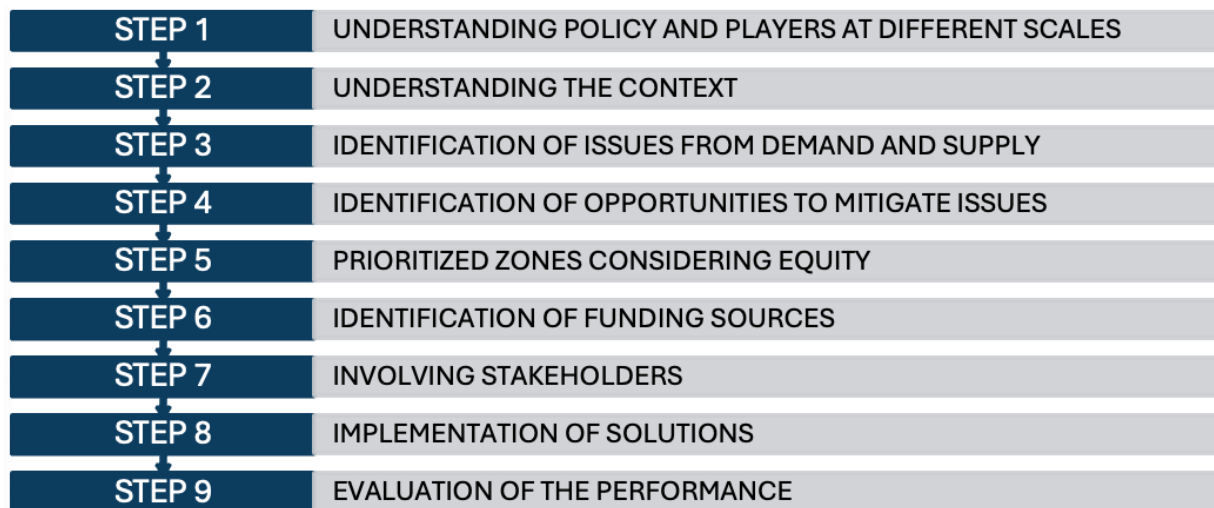 STEP 1 UNDERSTANDING POLICY AND PLAYERS AT DIFFERENT SCALES
STEP 2 UNDERSTANDING THE CONTEXT
STEP 3 IDENTIFICATION OF ISSUES FROM DEMAND AND SUPPLY
STEP 4 IDENTIFICATION OF OPPORTUNITIES TO MITIGATE ISSUES
STEP 5 PRIORITIZED ZONES CONSIDERING EQUITY
STEP 6 IDENTIFICATION OF FUNDING SOURCES
STEP 7 INVOLVING STAKEHOLDERS
STEP 8 IMPLEMENTATION OF SOLUTIONS
STEP 9 EVALUATION OF THE PERFORMANCE